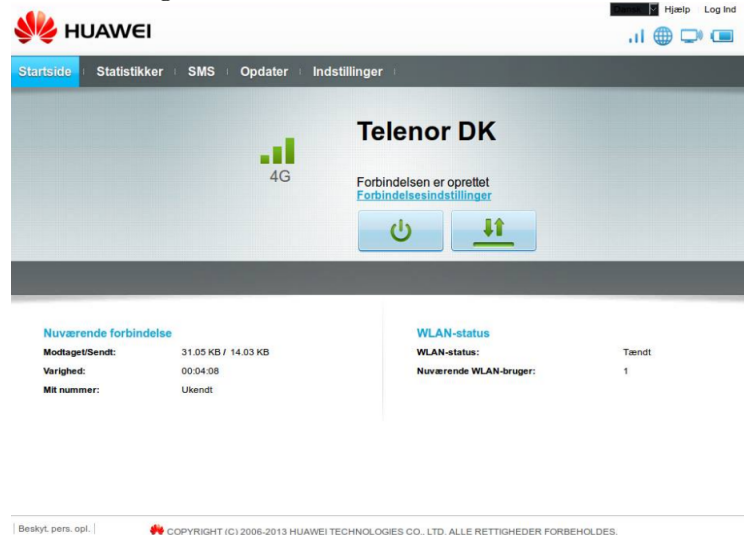 Dansk Hjælp Log Ind
HUAWEI
Startside Statistikker SMS Opdater Indstillinger
Telenor DK
4G
Forbindelsen er oprettet
Forbindelsesindstillinger
Nuværende forbindelse
Modtaget/Sendt: 31.05 KB / 14.03 KB
Varighed: 00:04:08
Mit nummer: Ukendt
WLAN-status
WLAN-status: Tændt
Nuværende WLAN-bruger: 1
Beskyt. pers. opl.
COPYRIGHT (C) 2006-2013 HUAWEI TECHNOLOGIES CO., LTD. ALLE RETTIGHEDER FORBEHOLDES.